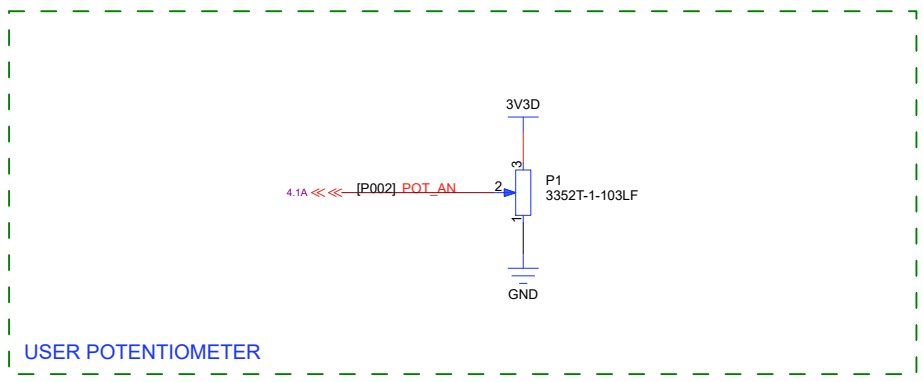 3V3D
3
4.1A [P002] POT_AN 2
P1
3352T-1-103LF
1
GND
USER POTENTIOMETER